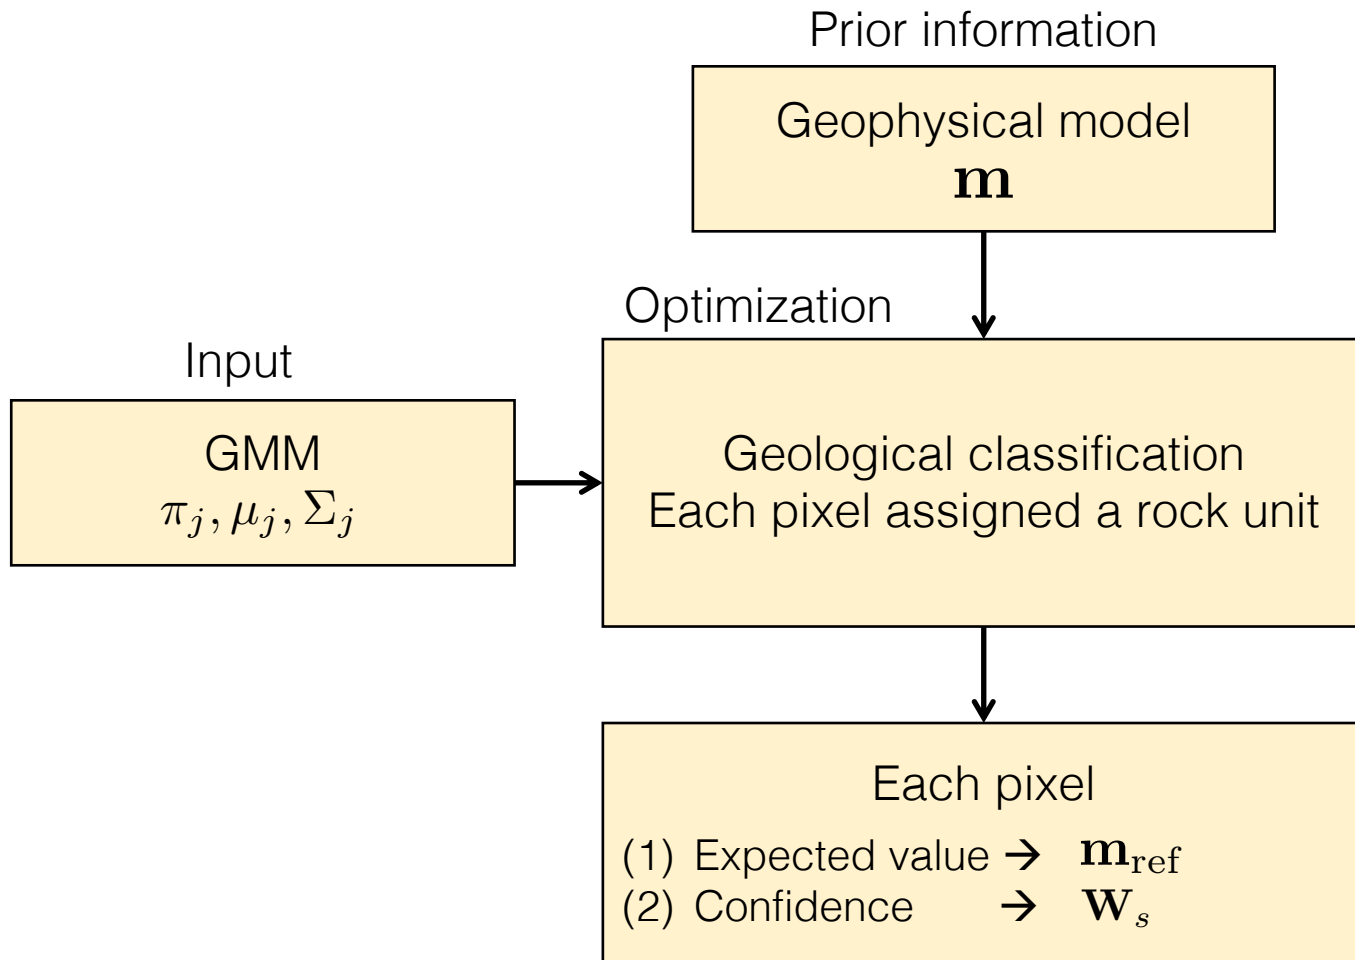 Prior information
Geophysical model
m
Optimization
Input
GMM
π_j, μ_j, Σ_j
Geological classification
Each pixel assigned a rock unit
Each pixel
(1) Expected value → m_ref
(2) Confidence → W_s